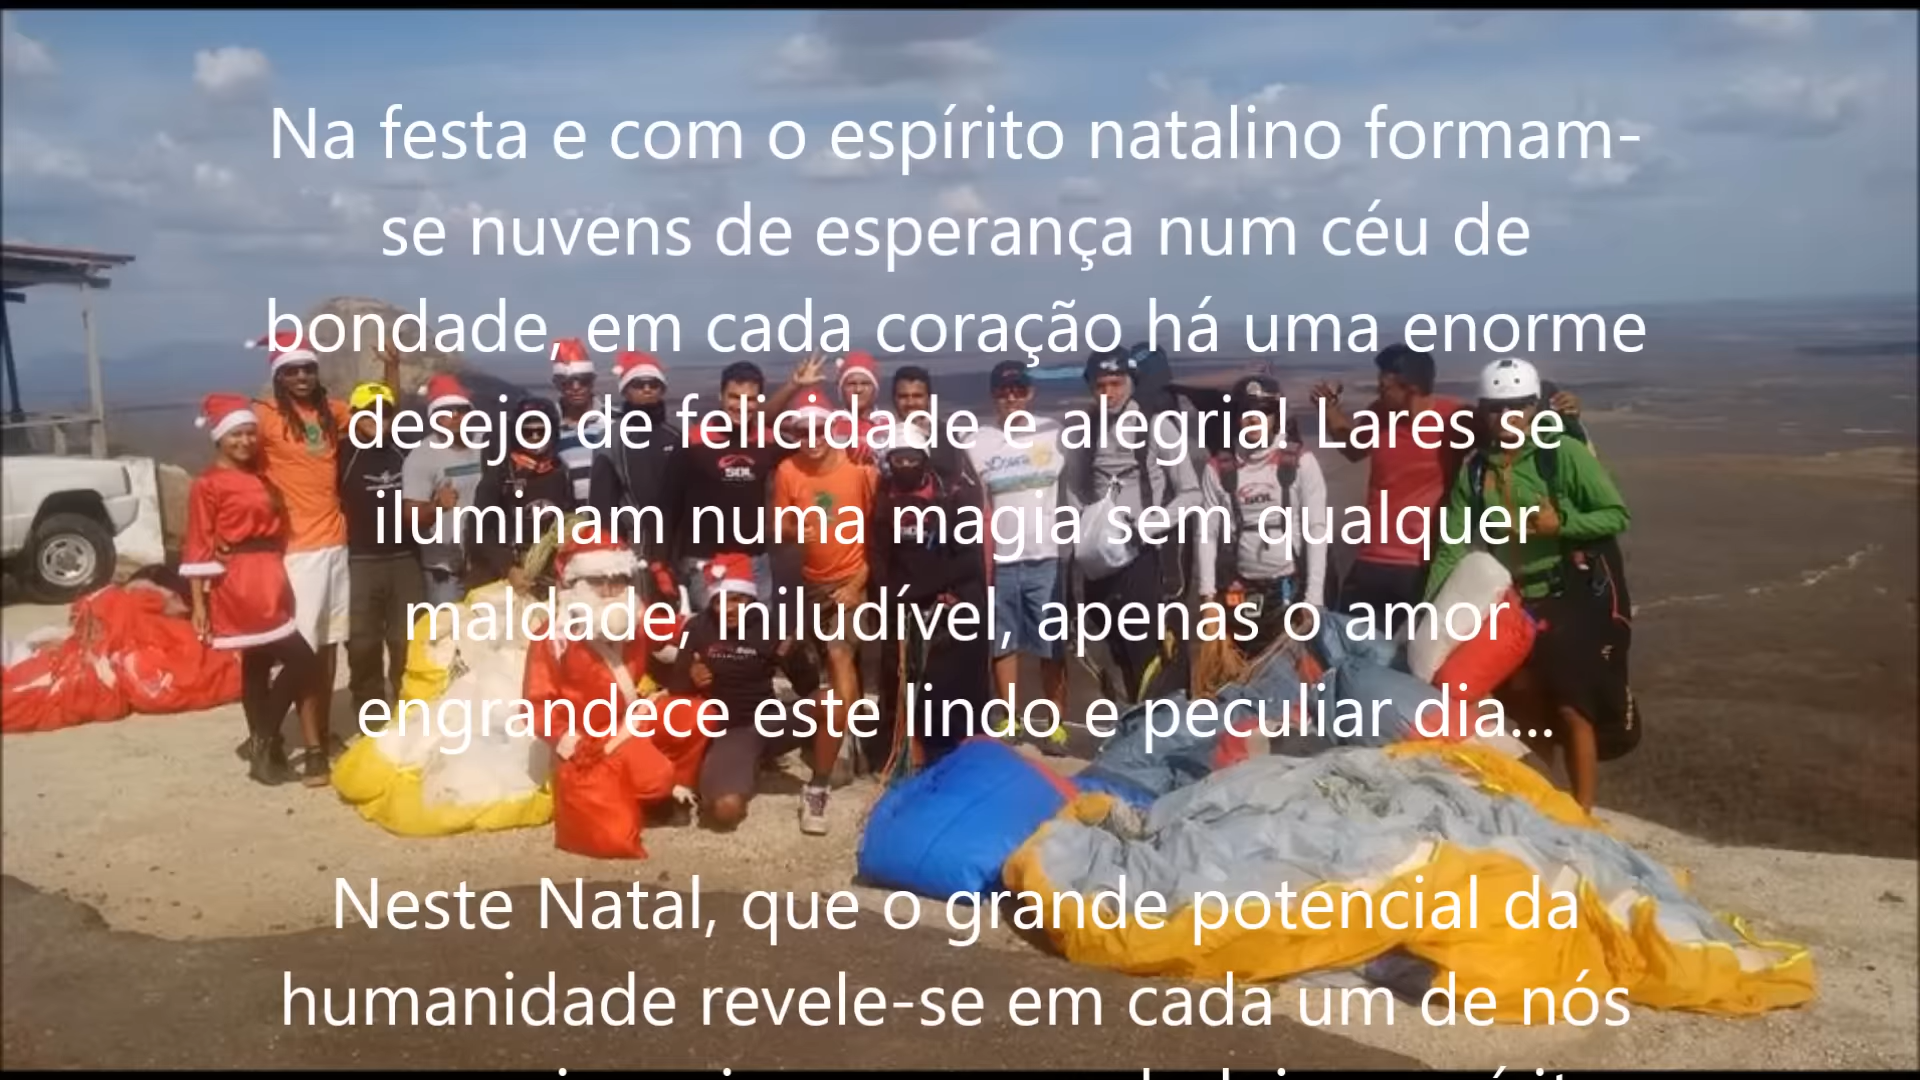 Na festa e com o espírito natalino formam-
se nuvens de esperança num céu de
bondade, em cada coração há uma enorme
desejo de felicidade e alegria! Lares se
iluminam numa magia sem qualquer
maldade; Iniludível, apenas o amor
engrandece este lindo e peculiar dia...
Neste Natal, que o grande potencial da
humanidade revele-se em cada um de nós
SOL
SOL